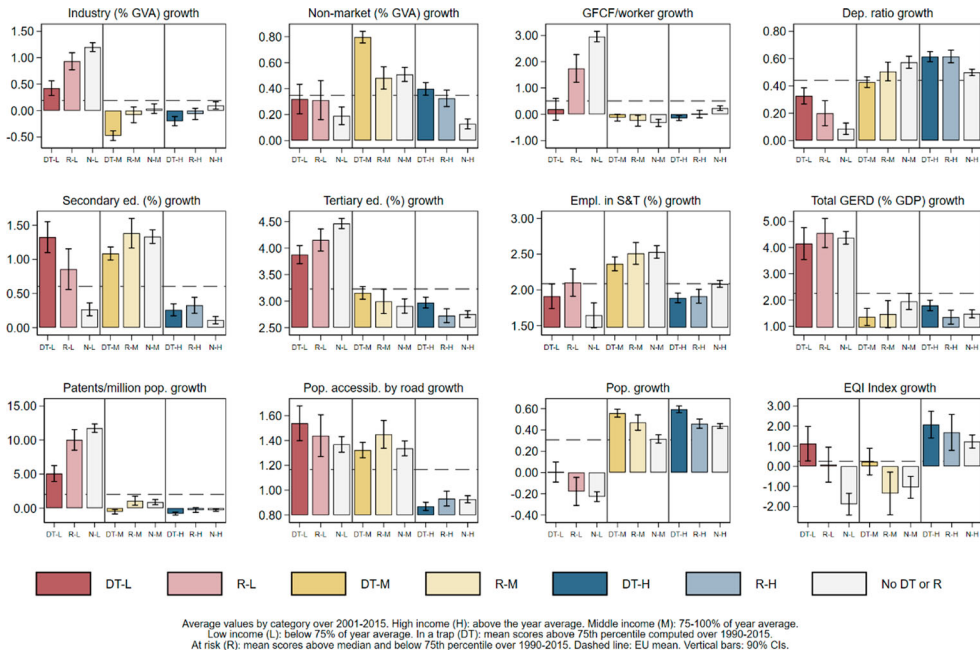 Industry (% GVA) growth
Non-market (% GVA) growth
GFCF/worker growth
Dep. ratio growth
1.50
1.00
0.50
0.00
-0.50
DT-L R-L N-L DT-M R-M N-M DT-H R-H N-H
0.80
0.60
0.40
0.20
0.00
DT-L R-L N-L DT-M R-M N-M DT-H R-H N-H
3.00
2.00
1.00
0.00
-1.00
DT-L R-L N-L DT-M R-M N-M DT-H R-H N-H
0.80
0.60
0.40
0.20
0.00
DT-L R-L N-L DT-M R-M N-M DT-H R-H N-H
Secondary ed. (%) growth
Tertiary ed. (%) growth
Empl. in S&T (%) growth
Total GERD (% GDP) growth
1.50
1.00
0.50
0.00
DT-L R-L N-L DT-M R-M N-M DT-H R-H N-H
4.50
4.00
3.50
3.00
2.50
DT-L R-L N-L DT-M R-M N-M DT-H R-H N-H
3.00
2.50
2.00
1.50
DT-L R-L N-L DT-M R-M N-M DT-H R-H N-H
5.00
4.00
3.00
2.00
1.00
DT-L R-L N-L DT-M R-M N-M DT-H R-H N-H
Patents/million pop. growth
Pop. accessib. by road growth
Pop. growth
EQI Index growth
15.00
10.00
5.00
0.00
DT-L R-L N-L DT-M R-M N-M DT-H R-H N-H
1.60
1.40
1.20
1.00
0.80
DT-L R-L N-L DT-M R-M N-M DT-H R-H N-H
0.60
0.40
0.20
0.00
-0.20
-0.40
DT-L R-L N-L DT-M R-M N-M DT-H R-H N-H
3.00
2.00
1.00
0.00
-1.00
-2.00
DT-L R-L N-L DT-M R-M N-M DT-H R-H N-H
DT-L R-L DT-M R-M DT-H R-H No DT or R
Average values by category over 2001-2015. High income (H): above the year average. Middle income (M): 75-100% of year average.
Low income (L): below 75% of year average. In a trap (DT): mean scores above 75th percentile computed over 1990-2015.
At risk (R): mean scores above median and below 75th percentile over 1990-2015. Dashed line: EU mean. Vertical bars: 90% CIs.